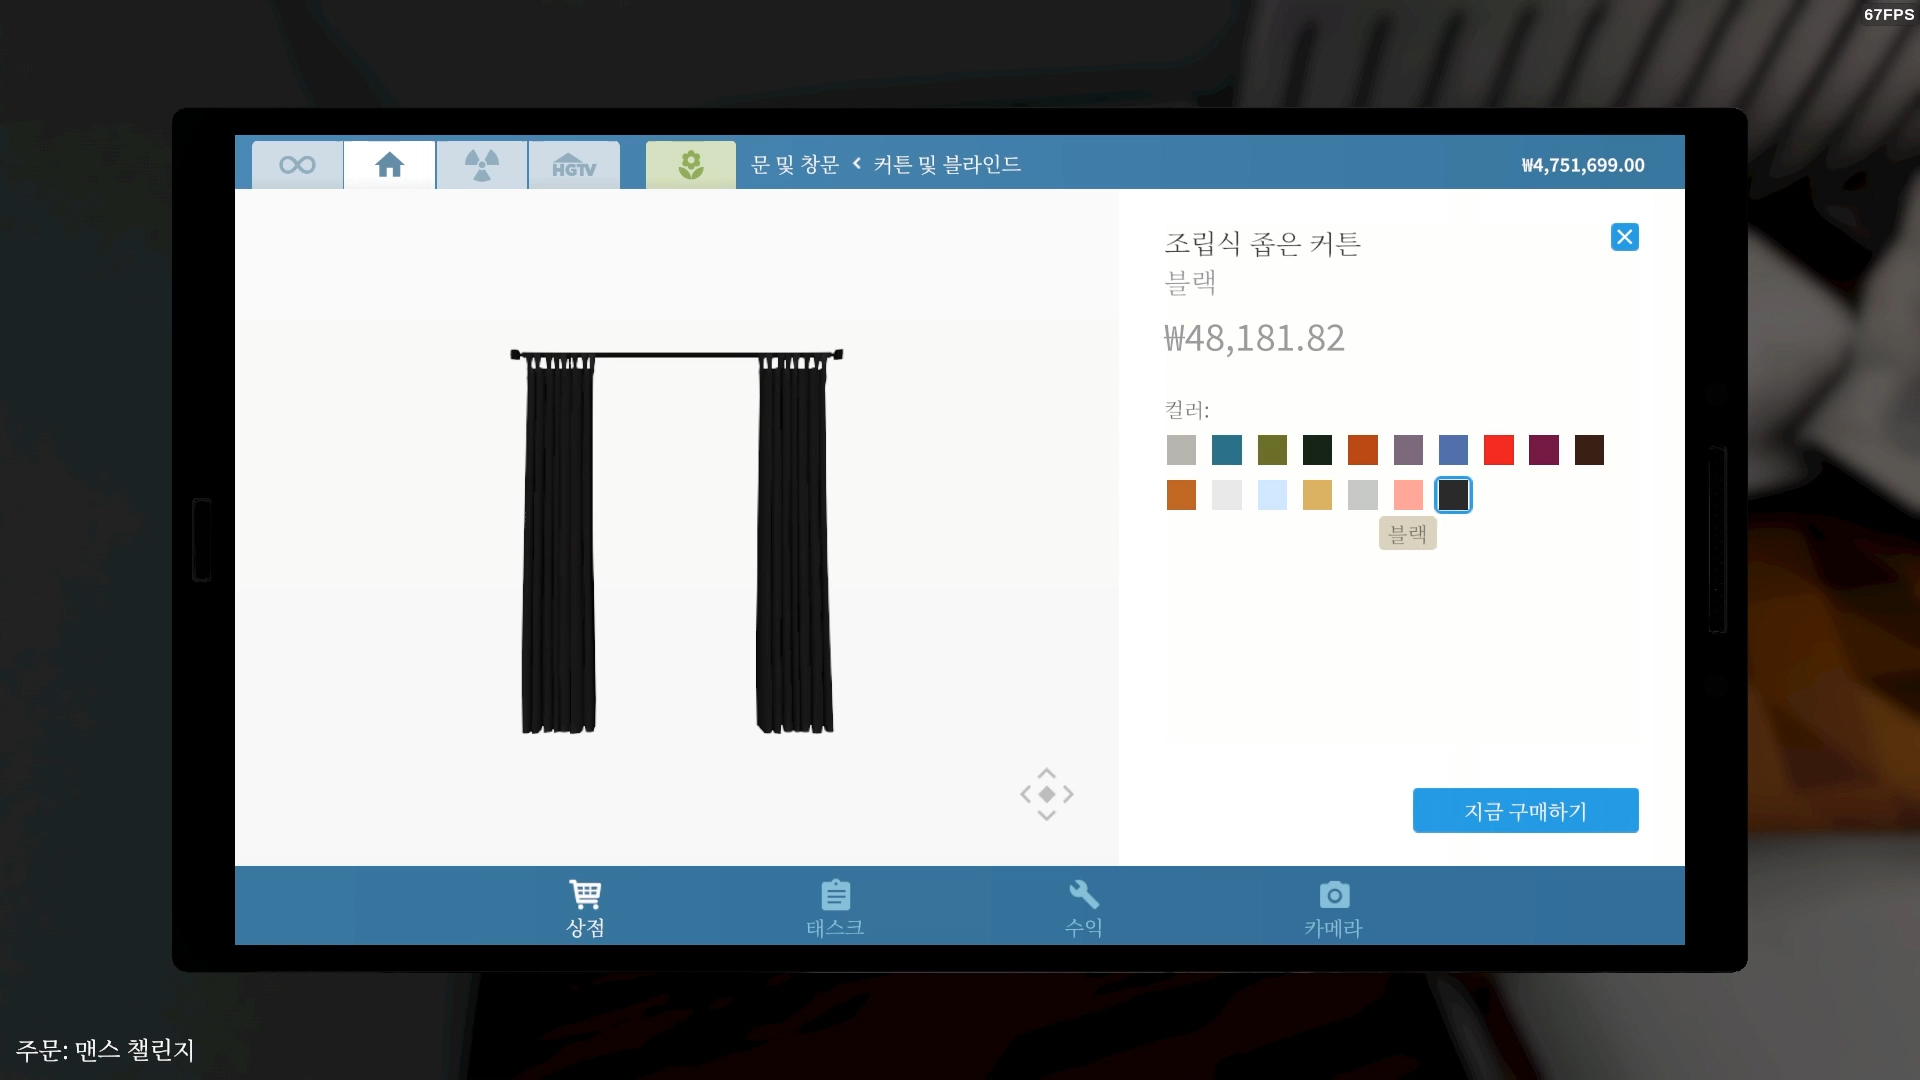 67FPS
HGTV
문 및 창문 < 커튼 및 블라인드
₩4,751,699.00
조립식 좁은 커튼
블랙
₩48,181.82
컬러:
블랙
지금 구매하기
상점
태스크
수익
카메라
주문: 맨스 챌린지